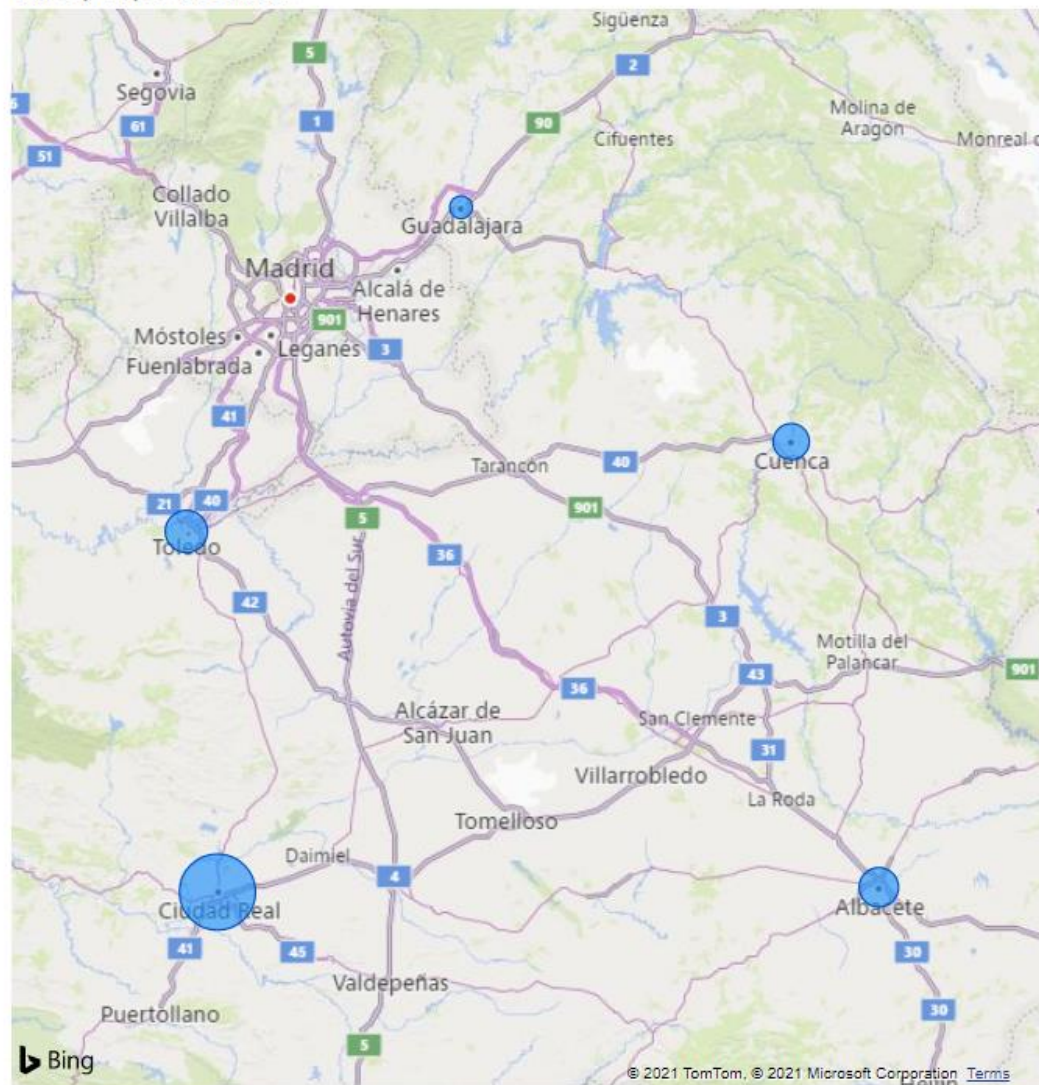 Sigüenza
5
2
Segovia
Molina de
Aragón
6
61
1
90
Cifuentes
Monreal d
51
Collado
Villalba
Guadalajara
Madrid
Alcalá de
Henares
901
Móstoles
Leganés
3
Fuenlabrada
41
Cuenca
Tarancón
40
21
40
5
901
Toledo
36
Autovía del Sur
42
3
Motilla del
Palancar
901
43
36
Alcázar de
San Juan
San Clemente
31
Villarrobledo
La Roda
Tomelloso
Daimiel
4
Ciudad Real
Albacete
41
45
30
Valdepeñas
Puertollano
30
5
Bing
© 2021 TomTom, © 2021 Microsoft Corporation Terms